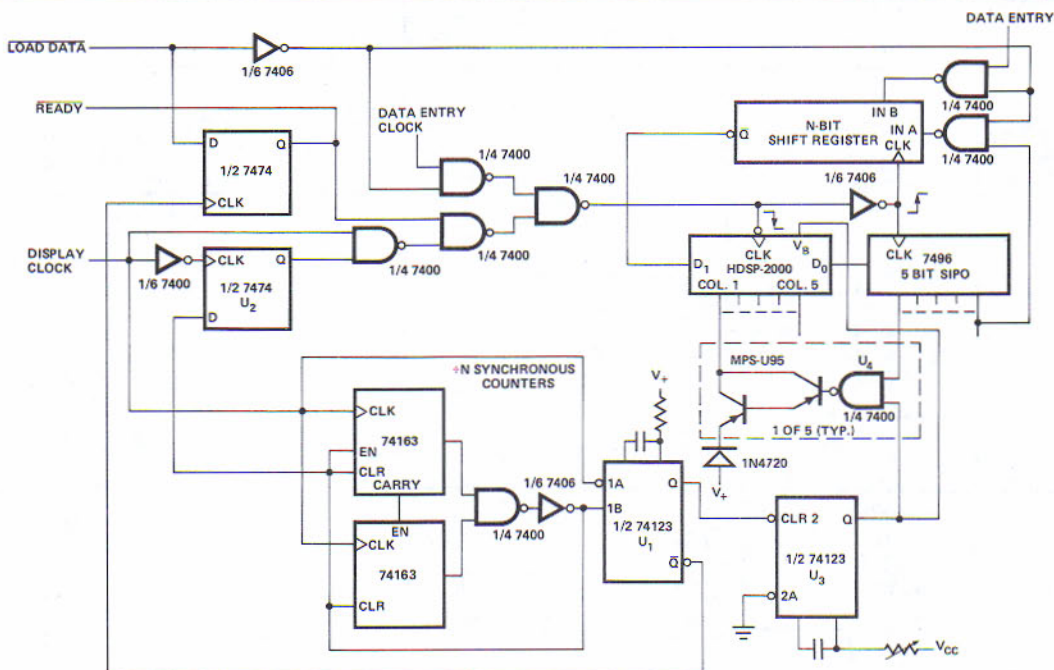 DATA ENTRY
LOAD DATA
1/6 7406
READY
DATA ENTRY
CLOCK
1/4 7400
IN B
N-BIT
SHIFT REGISTER
IN A
CLK
Q
1/4 7400
D
Q
1/2 7474
CLK
1/4 7400
1/4 7400
1/6 7406
DISPLAY
CLOCK
1/6 7400
CLK
Q
1/2 7474
U2
D
1/4 7400
1/4 7400
CLK
VB
D1
HDSP-2000
D0
COL. 1
COL. 5
CLK
7496
5 BIT SIPO
÷N SYNCHRONOUS
COUNTERS
V+
MPS-U95
U4
1/4 7400
1 OF 5 (TYP.)
1N4720
V+
CLK
74163
EN
CLR
CARRY
EN
CLK
74163
CLR
1/6 7406
1/4 7400
1A
Q
1B
1/2 74123
U1
Q
CLR 2
Q
1/2 74123
U3
2A
VCC